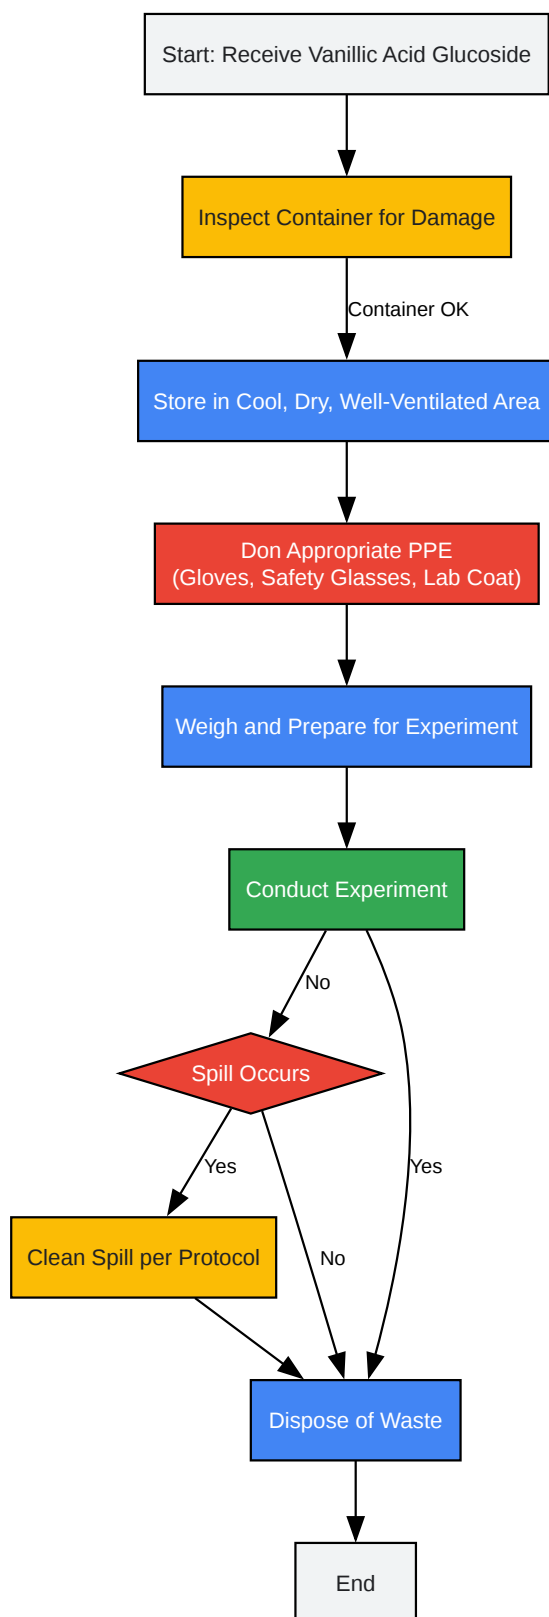 Start: Receive Vanillic Acid Glucoside
Inspect Container for Damage
Container OK
Store in Cool, Dry, Well-Ventilated Area
Don Appropriate PPE
(Gloves, Safety Glasses, Lab Coat)
Weigh and Prepare for Experiment
Conduct Experiment
No
Spill Occurs
Yes
Yes
Clean Spill per Protocol
No
Dispose of Waste
End